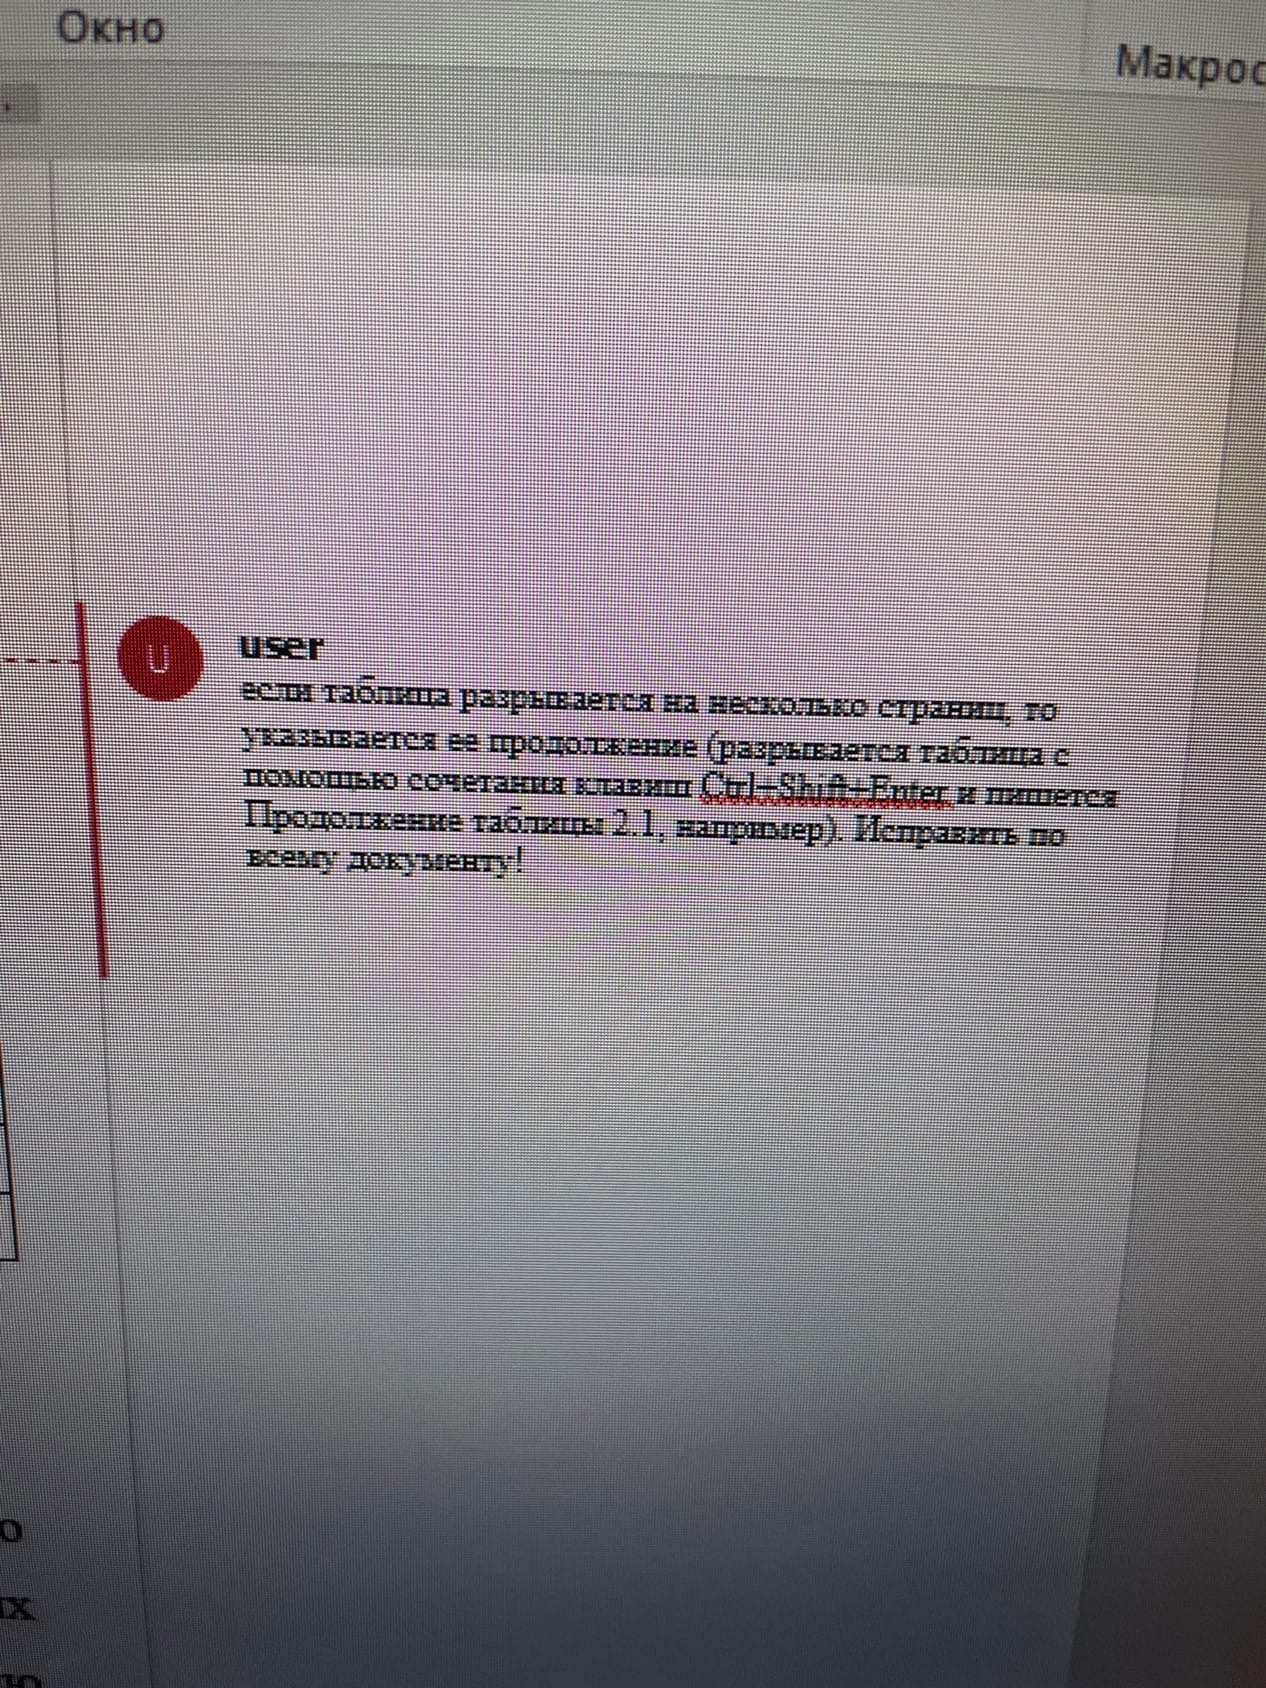 Окно
Макрос
U
user
если таблица разрывается на несколько страниц, то
указывается ее продолжение (разрывается таблица с
помощью сочетания клавиш Ctrl+Shift+Enter и пишется
Продолжение таблицы 2.1, например). Исправить по
всему документу!
о
ıх
ю